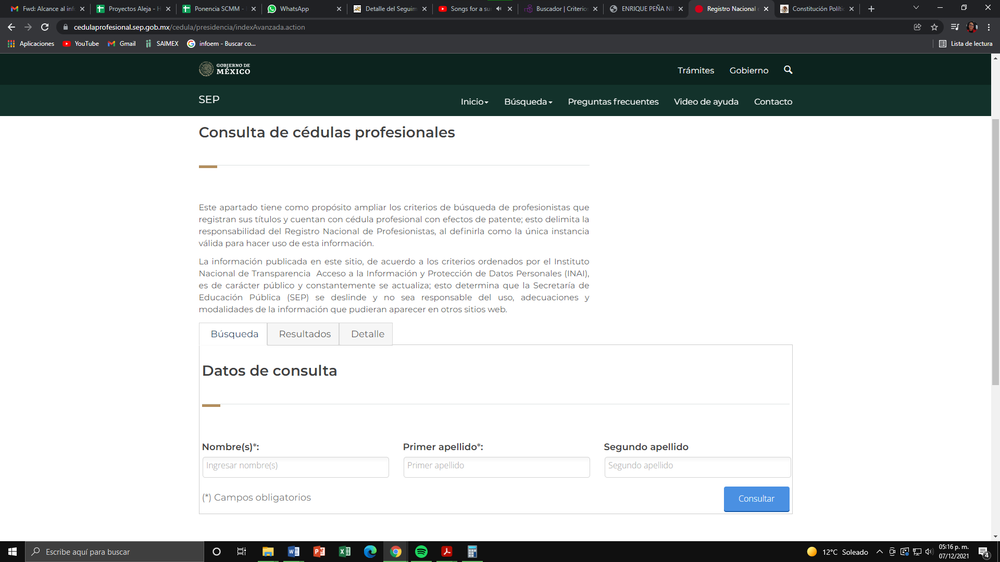 Fwd: Alcance al inf
Proyectos Aleja - H
Ponencia SCMM -
WhatsApp
Detalle del Seguim
Songs for a su
Buscador | Criterio
ENRIQUE PEÑA NI
Registro Nacional
Constitución Políti
cedulaprofesional.sep.gob.mx/cedula/presidencia/indexAvanzada.action
Aplicaciones
YouTube
Gmail
SAIMEX
infoem - Buscar co...
Lista de lectura
GOBIERNO DE
MÉXICO
Trámites
Gobierno
SEP
Inicio
Búsqueda
Preguntas frecuentes
Video de ayuda
Contacto
Consulta de cédulas profesionales
Este apartado tiene como propósito ampliar los criterios de búsqueda de profesionistas que
registran sus títulos y cuentan con cédula profesional con efectos de patente; esto delimita la
responsabilidad del Registro Nacional de Profesionistas, al definirla como la única instancia
válida para hacer uso de esta información.
La información publicada en este sitio, de acuerdo a los criterios ordenados por el Instituto
Nacional de Transparencia Acceso a la Información y Protección de Datos Personales (INAI),
es de carácter público y constantemente se actualiza; esto determina que la Secretaría de
Educación Pública (SEP) se deslinde y no sea responsable del uso, adecuaciones y
modalidades de la información que pudieran aparecer en otros sitios web.
Búsqueda
Resultados
Detalle
Datos de consulta
Nombre(s)*:
Primer apellido*:
Segundo apellido
Ingresar nombre(s)
Primer apellido
Segundo apellido
(*) Campos obligatorios
Consultar
Escribe aquí para buscar
12°C Soleado
05:16 p. m.
07/12/2021
4